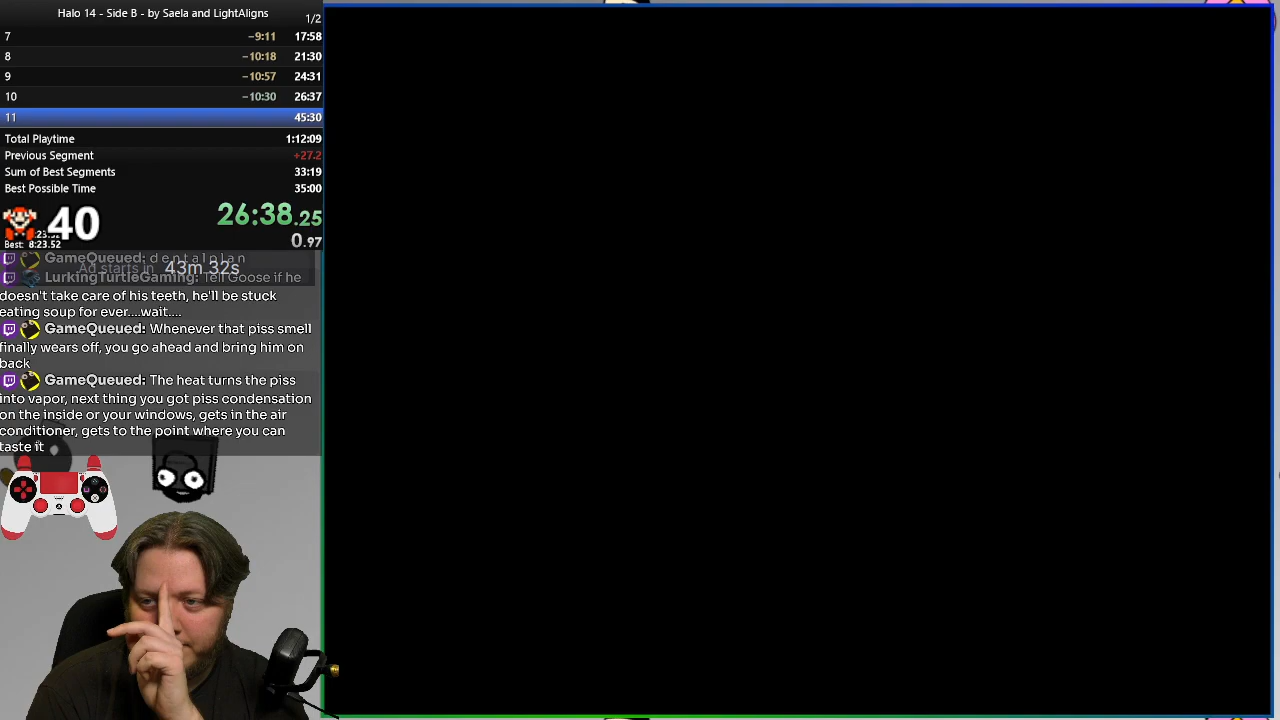 Halo 14 - Side B - by Saela and LightAligns
1/2
7 −9:11 17:58
8 −10:18 21:30
9 −10:57 24:31
10 −10:30 26:37
11 45:30
Total Playtime 1:12:09
Previous Segment +27.2
Sum of Best Segments 33:19
Best Possible Time 35:00
40 26:38.25
Best: 8:23.52
0.97
GameQueued: d e n t a l p l a n
Ad starts in 43m 32s
LurkingTurtleGaming: Tell Goose if he
doesn't take care of his teeth, he'll be stuck
eating soup for ever....wait....
GameQueued: Whenever that piss smell
finally wears off, you go ahead and bring him on
back
GameQueued: The heat turns the piss
into vapor, next thing you got piss condensation
on the inside or your windows, gets in the air
conditioner, gets to the point where you can
taste it